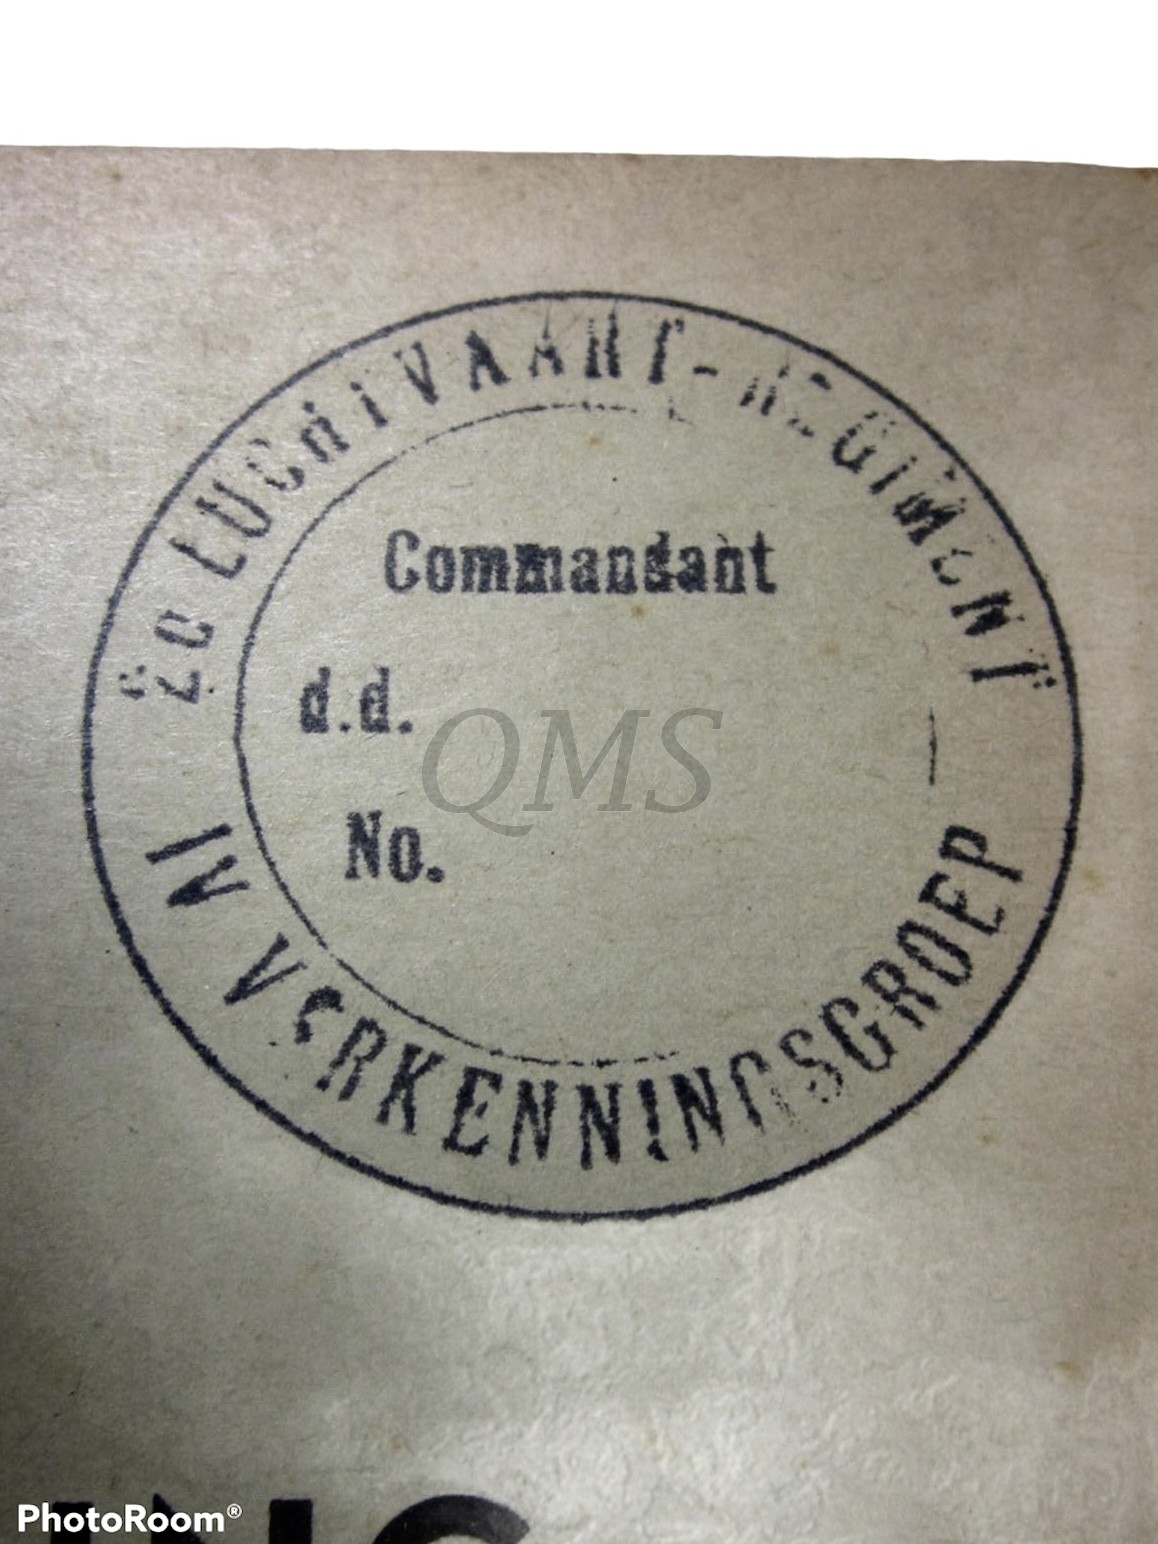 2e LUCHTVAART-REGIMENT
Commandant
d.d.
No.
IV VERKENNINGSGROEP
QMS
PhotoRoom®